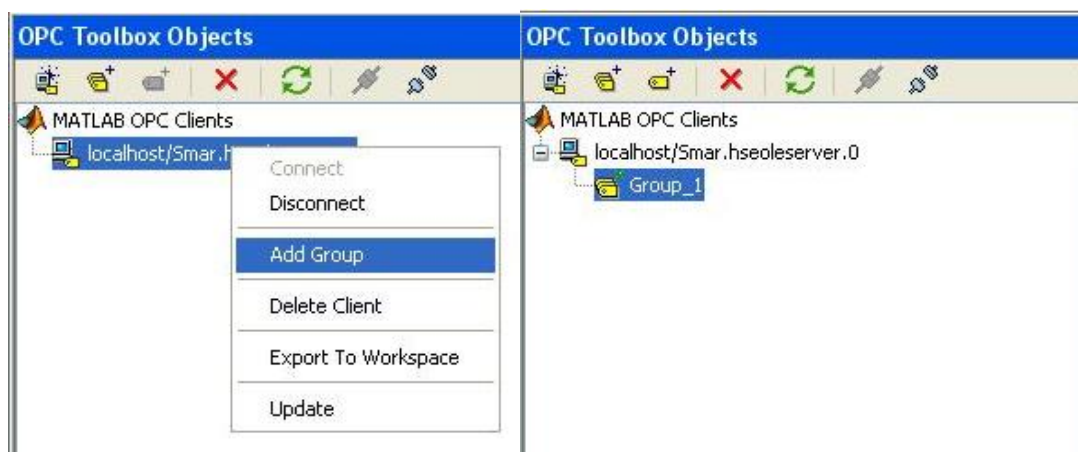 OPC Toolbox Objects
MATLAB OPC Clients
localhost/Smar.h
Connect
Disconnect
Add Group
Delete Client
Export To Workspace
Update
OPC Toolbox Objects
MATLAB OPC Clients
localhost/Smar.hseoleserver.0
Group_1